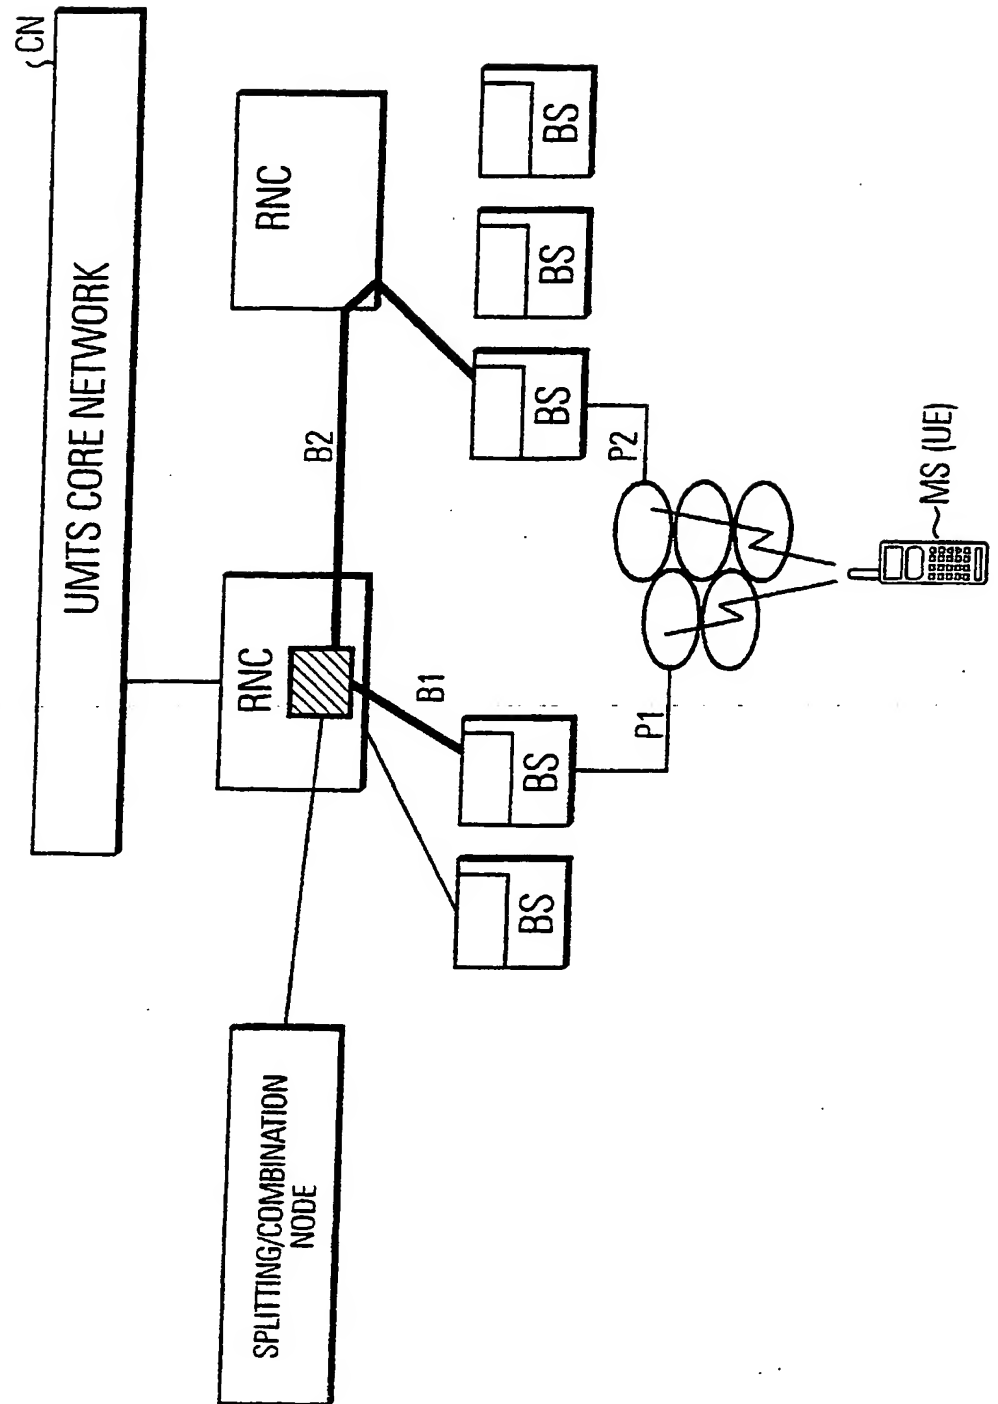 CN
UMTS CORE NETWORK
RNC
RNC
B2
B1
SPLITTING/COMBINATION
NODE
BS
BS
BS
BS
BS
P1
P2
MS (UE)